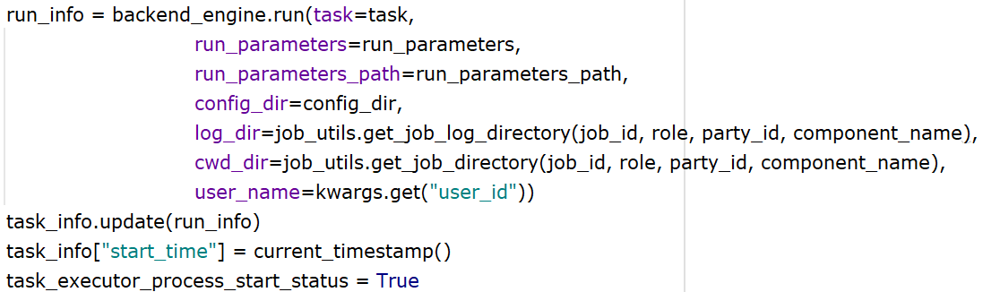 run_info = backend_engine.run(task=task,
run_parameters=run_parameters,
run_parameters_path=run_parameters_path,
config_dir=config_dir,
log_dir=job_utils.get_job_log_directory(job_id, role, party_id, component_name),
cwd_dir=job_utils.get_job_directory(job_id, role, party_id, component_name),
user_name=kwargs.get("user_id"))
task_info.update(run_info)
task_info["start_time"] = current_timestamp()
task_executor_process_start_status = True